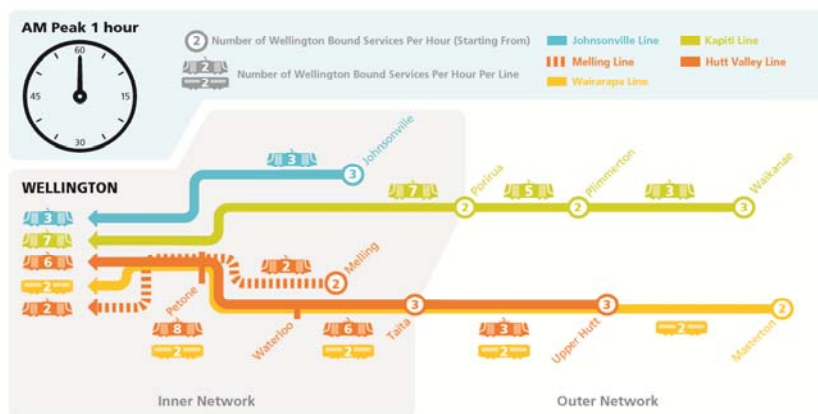 AM Peak 1 hour
60
45
15
30
2 Number of Wellington Bound Services Per Hour (Starting From)
2
Number of Wellington Bound Services Per Hour Per Line
2
Johnsonville Line
Kapiti Line
Melling Line
Hutt Valley Line
Wairarapa Line
WELLINGTON
3
7
6
2
2
3
3
Johnsonville
7
2
Porirua
5
2
Plimmerton
3
3
Waikanae
2
2
Melling
Petone
8
2
Waterloo
6
2
3
Taita
3
2
3
Upper Hutt
2
2
Masterton
Inner Network
Outer Network